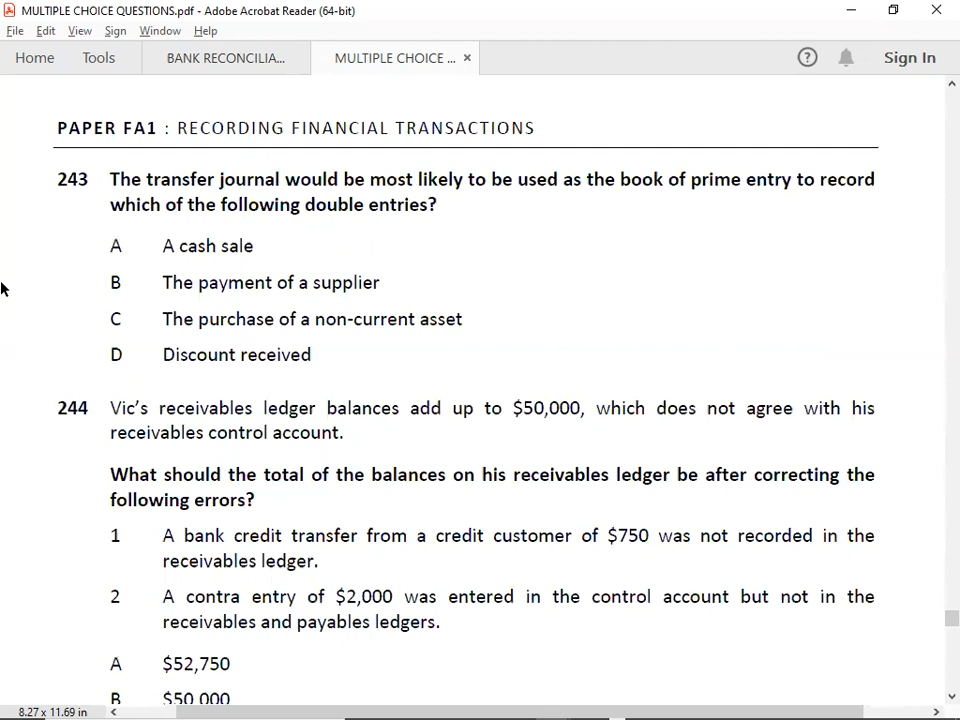 MULTIPLE CHOICE QUESTIONS.pdf - Adobe Acrobat Reader (64-bit)
File Edit View Sign Window Help
Home Tools BANK RECONCILIA... MULTIPLE CHOICE ... × ? Sign In
PAPER FA1 : RECORDING FINANCIAL TRANSACTIONS
243 The transfer journal would be most likely to be used as the book of prime entry to record
which of the following double entries?
A A cash sale
B The payment of a supplier
C The purchase of a non-current asset
D Discount received
244 Vic's receivables ledger balances add up to $50,000, which does not agree with his
receivables control account.
What should the total of the balances on his receivables ledger be after correcting the
following errors?
1 A bank credit transfer from a credit customer of $750 was not recorded in the
receivables ledger.
2 A contra entry of $2,000 was entered in the control account but not in the
receivables and payables ledgers.
A $52,750
B $50,000
8.27 x 11.69 in